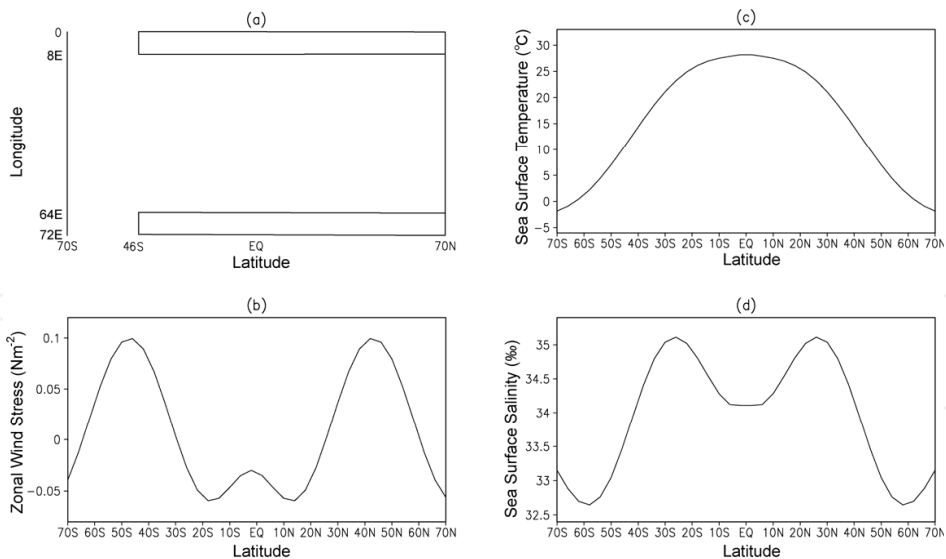 (a)
Longitude
0
8E
64E
72E
70S 46S EQ 70N
Latitude
(c)
Sea Surface Temperature (°C)
30
25
20
15
10
5
0
−5
70S 60S 50S 40S 30S 20S 10S EQ 10N 20N 30N 40N 50N 60N 70N
Latitude
(b)
Zonal Wind Stress (Nm⁻²)
0.1
0.05
0
−0.05
70S 60S 50S 40S 30S 20S 10S EQ 10N 20N 30N 40N 50N 60N 70N
Latitude
(d)
Sea Surface Salinity (‰)
35
34.5
34
33.5
33
32.5
70S 60S 50S 40S 30S 20S 10S EQ 10N 20N 30N 40N 50N 60N 70N
Latitude